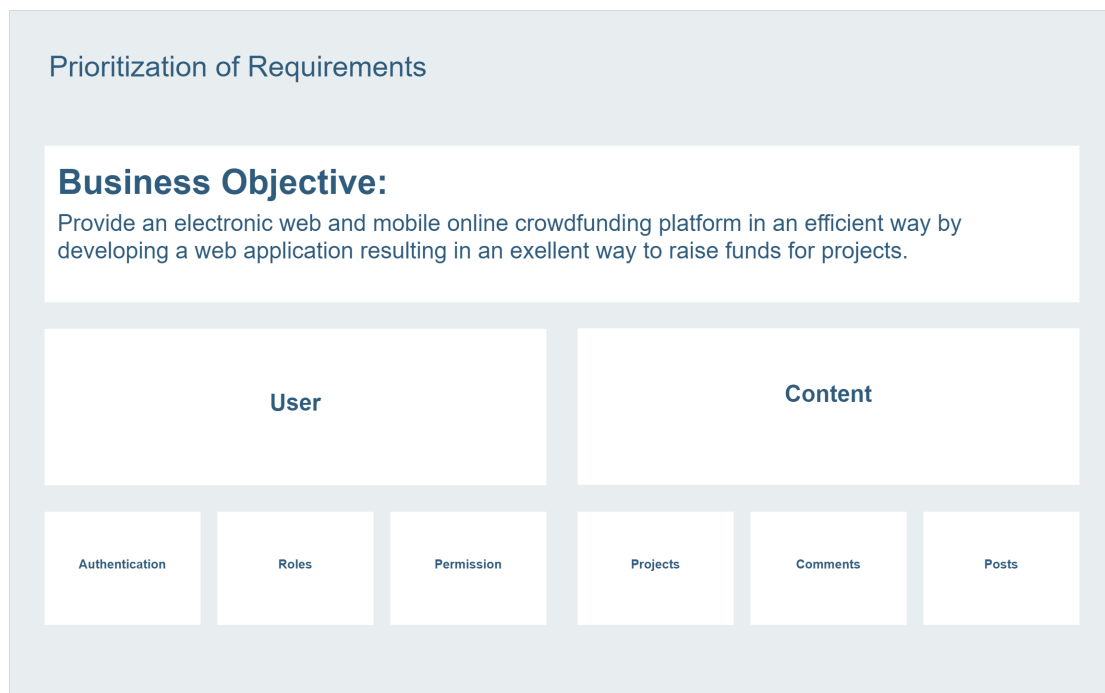 Prioritization of Requirements
Business Objective:
Provide an electronic web and mobile online crowdfunding platform in an efficient way by
developing a web application resulting in an exellent way to raise funds for projects.
User
Content
Authentication
Roles
Permission
Projects
Comments
Posts